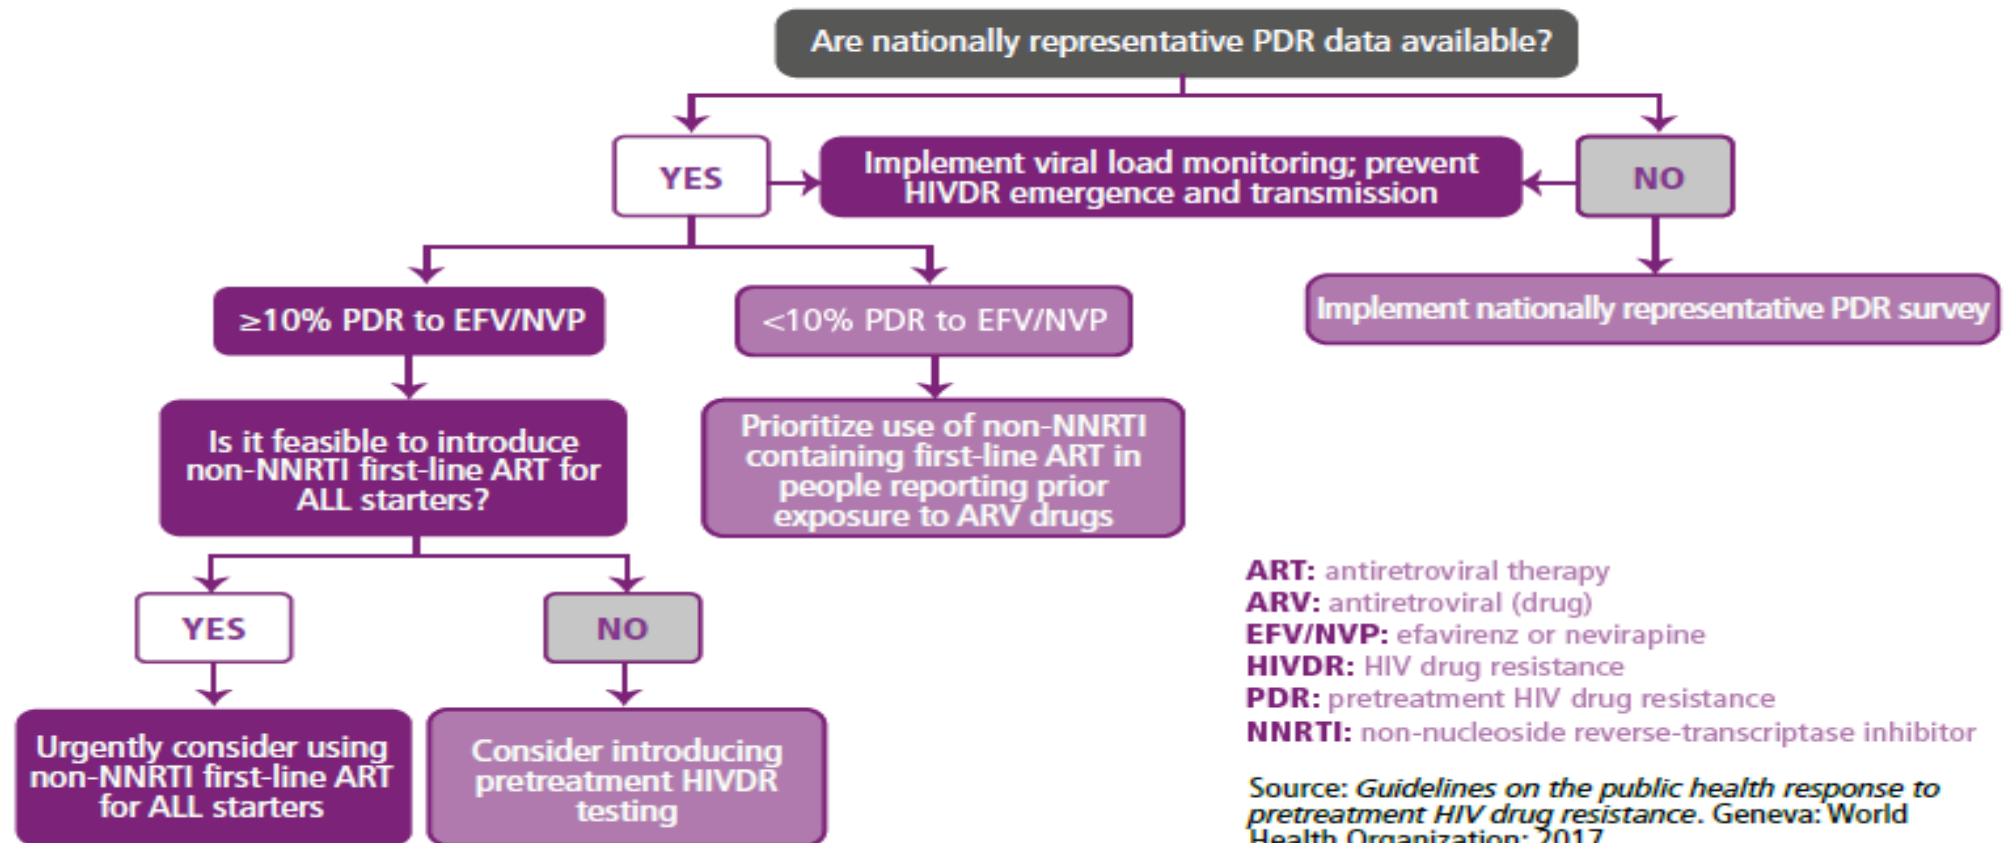 Are nationally representative PDR data available?
YES
Implement viral load monitoring; prevent
HIVDR emergence and transmission
NO
≥10% PDR to EFV/NVP
<10% PDR to EFV/NVP
Implement nationally representative PDR survey
Is it feasible to introduce
non-NNRTI first-line ART for
ALL starters?
Prioritize use of non-NNRTI
containing first-line ART in
people reporting prior
exposure to ARV drugs
YES
NO
Urgently consider using
non-NNRTI first-line ART
for ALL starters
Consider introducing
pretreatment HIVDR
testing
ART: antiretroviral therapy
ARV: antiretroviral (drug)
EFV/NVP: efavirenz or nevirapine
HIVDR: HIV drug resistance
PDR: pretreatment HIV drug resistance
NNRTI: non-nucleoside reverse-transcriptase inhibitor
Source: Guidelines on the public health response to
pretreatment HIV drug resistance. Geneva: World
Health Organization; 2017